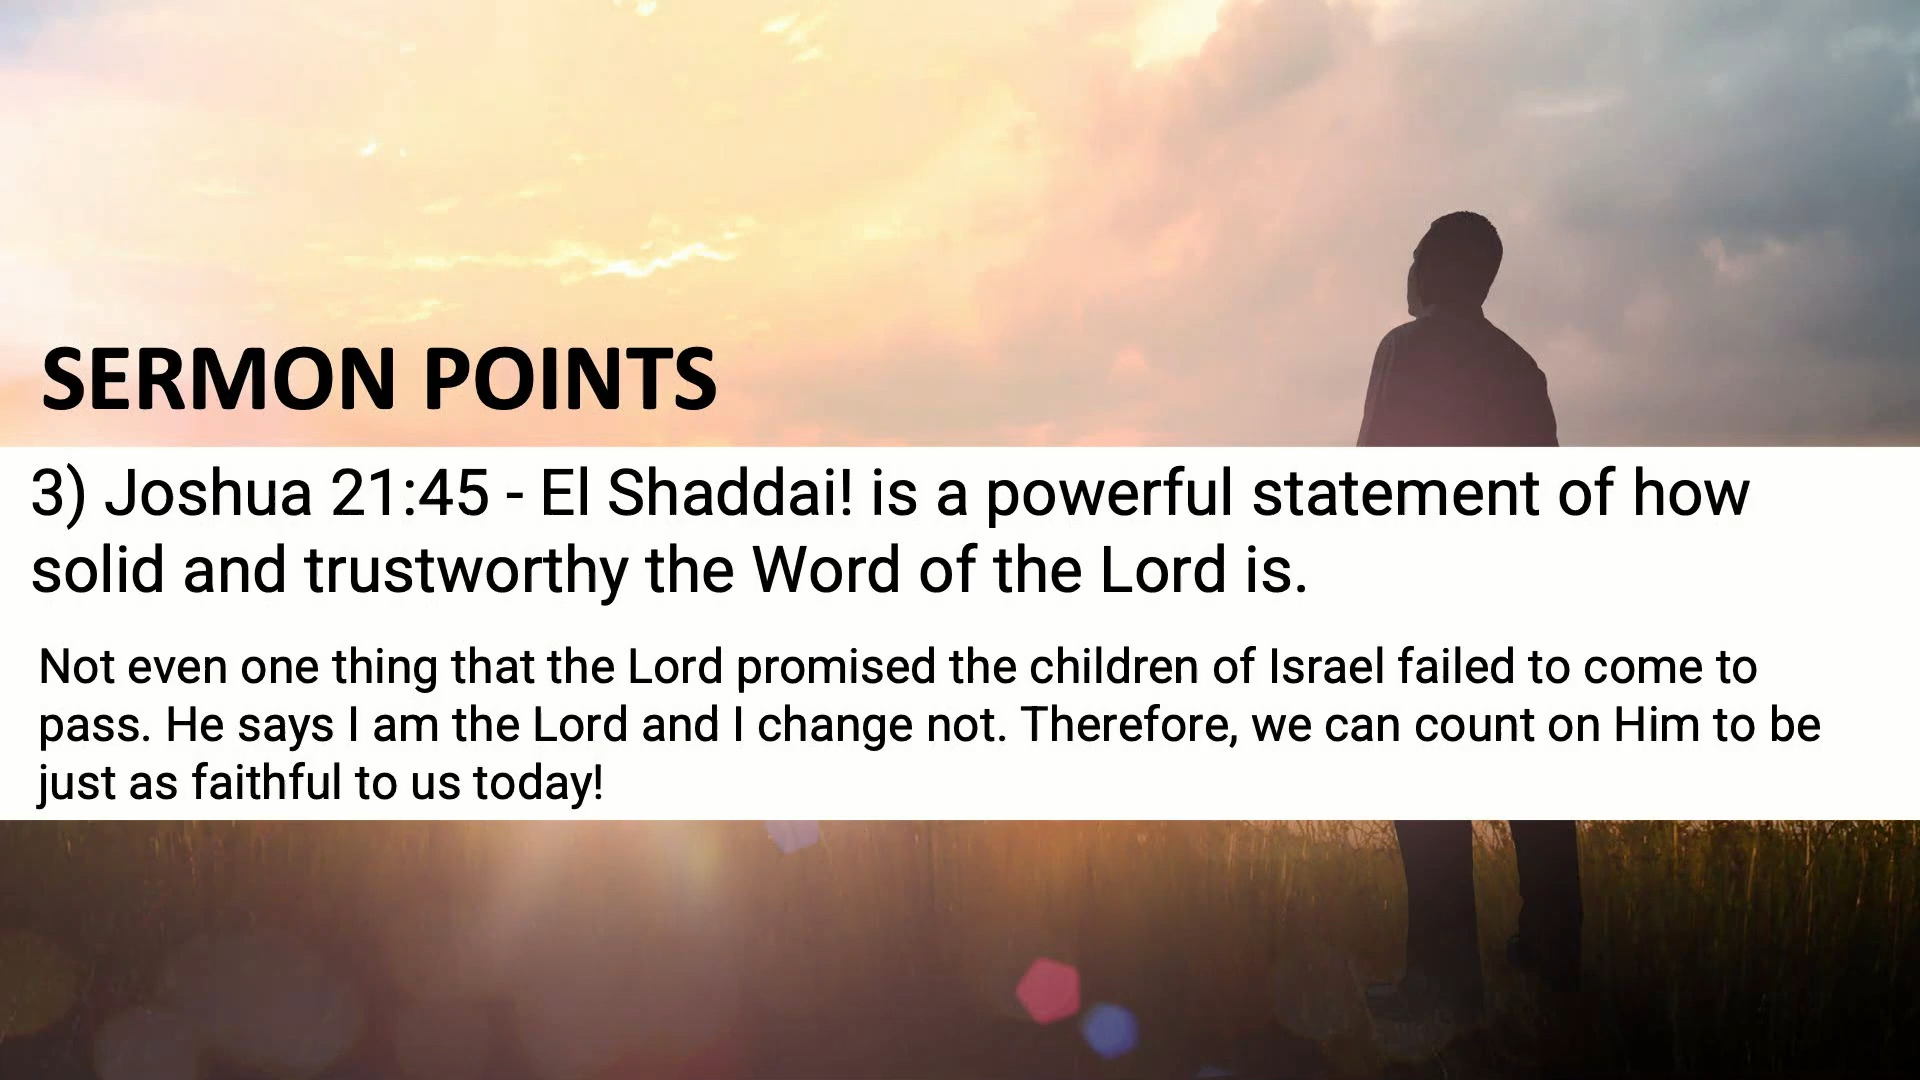 SERMON POINTS
3) Joshua 21:45 - El Shaddai! is a powerful statement of how
solid and trustworthy the Word of the Lord is.
Not even one thing that the Lord promised the children of Israel failed to come to
pass. He says I am the Lord and I change not. Therefore, we can count on Him to be
just as faithful to us today!